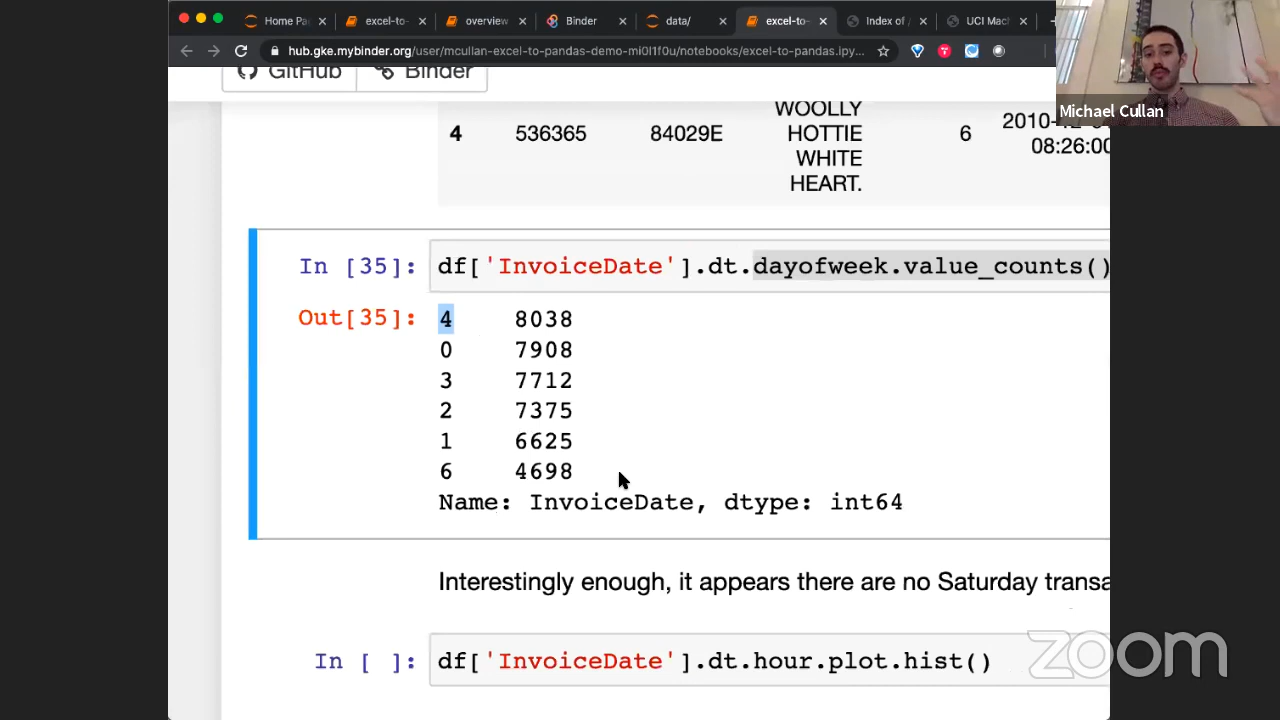 Home Pa
excel-to-
overview
Binder
data/
excel-to-
Index of
UCI Mac
hub.gke.mybinder.org/user/mcullan-excel-to-pandas-demo-mi0l1f0u/notebooks/excel-to-pandas.ipy...
Michael Cullan
GitHub
Binder
WOOLLY
4 536365 84029E HOTTIE 6
WHITE 08:26:00
HEART.
In [35]: df['InvoiceDate'].dt.dayofweek.value_counts()
Out[35]: 4 8038
0 7908
3 7712
2 7375
1 6625
6 4698
Name: InvoiceDate, dtype: int64
Interestingly enough, it appears there are no Saturday transa
In [ ]: df['InvoiceDate'].dt.hour.plot.hist()
zoom